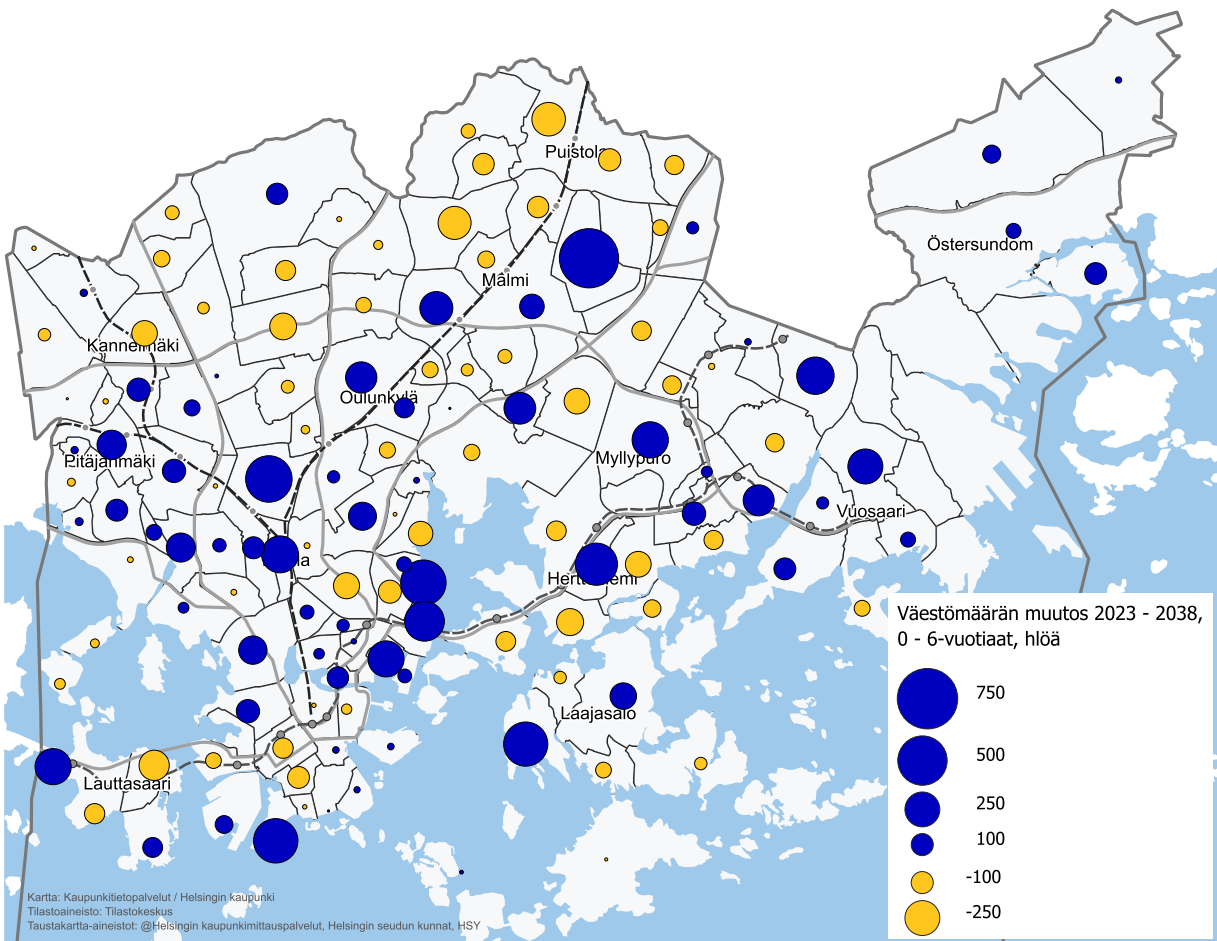 Puistola
Malmi
Östersundom
Kannelmäki
Oulunkylä
Pitäjänmäki
Myllypuro
Vuosaari
Herttoniemi
Laajasalo
Lauttasaari
Väestömäärän muutos 2023 - 2038,
0 - 6-vuotiaat, hlöä
750
500
250
100
-100
-250
Kartta: Kaupunkitietopalvelut / Helsingin kaupunki
Tilastoaineisto: Tilastokeskus
Taustakartta-aineistot: @Helsingin kaupunkimittauspalvelut, Helsingin seudun kunnat, HSY